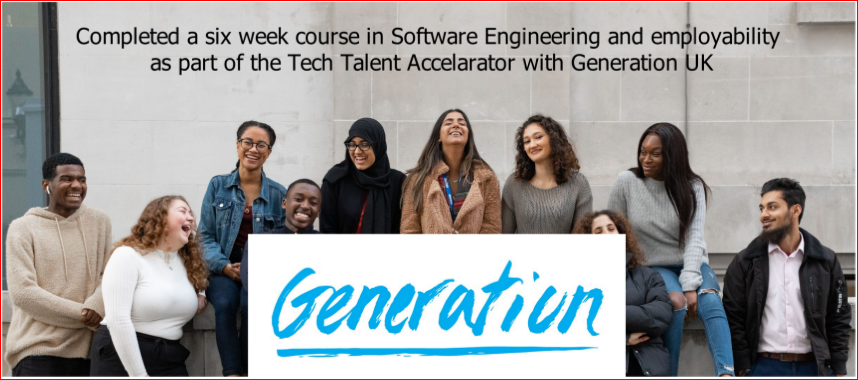 Completed a six week course in Software Engineering and employability
as part of the Tech Talent Accelarator with Generation UK
Generation